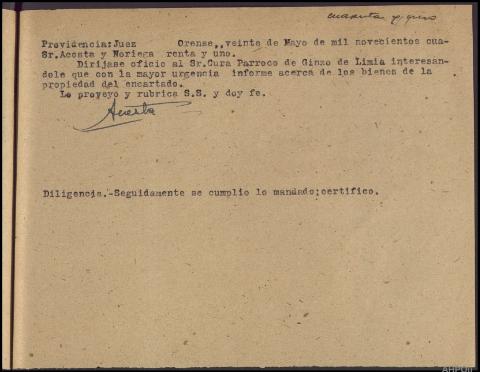 cuarenta y uno
Providencia:Juez Orense,,veinte de Mayo de mil novebientos cua-
Sr.Acosta y Noriega renta y uno.
Dirijase oficio al Sr.Cura Parroco de Ginzo de Limia interesan-
dole que con la mayor urgencia informe acerca de los bienes de la
propiedad del encartado.
Lo proveyo y rubrica S.S. y doy fe.
Acosta
Diligencia.-Seguidamente se cumplio lo mandado;certifico.
AHPOu